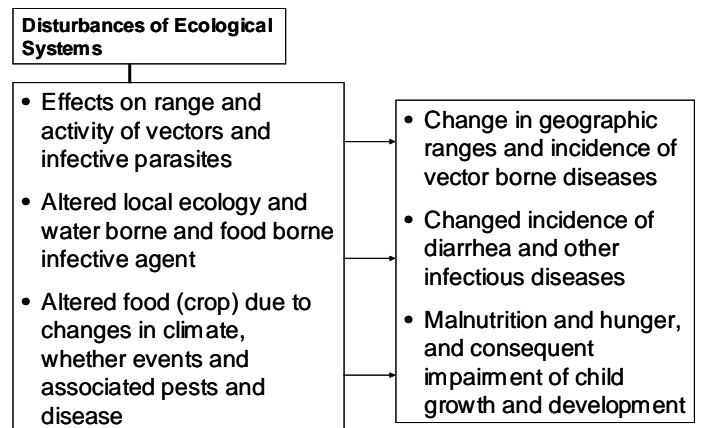 Disturbances of Ecological
Systems
• Effects on range and
activity of vectors and
infective parasites
• Altered local ecology and
water borne and food borne
infective agent
• Altered food (crop) due to
changes in climate,
whether events and
associated pests and
disease
• Change in geographic
ranges and incidence of
vector borne diseases
• Changed incidence of
diarrhea and other
infectious diseases
• Malnutrition and hunger,
and consequent
impairment of child
growth and development